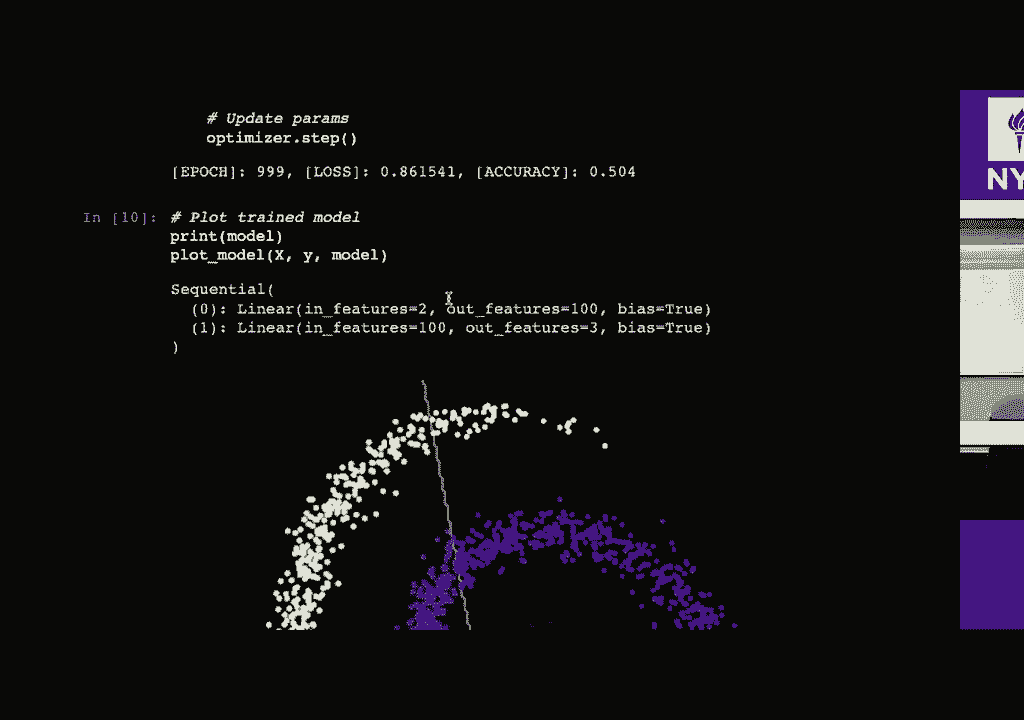 # Update params
optimizer.step()
[EPOCH]: 999, [LOSS]: 0.861541, [ACCURACY]: 0.504
In [10]: # Plot trained model
print(model)
plot_model(X, y, model)
Sequential(
(0): Linear(in_features=2, out_features=100, bias=True)
(1): Linear(in_features=100, out_features=3, bias=True)
)
NY